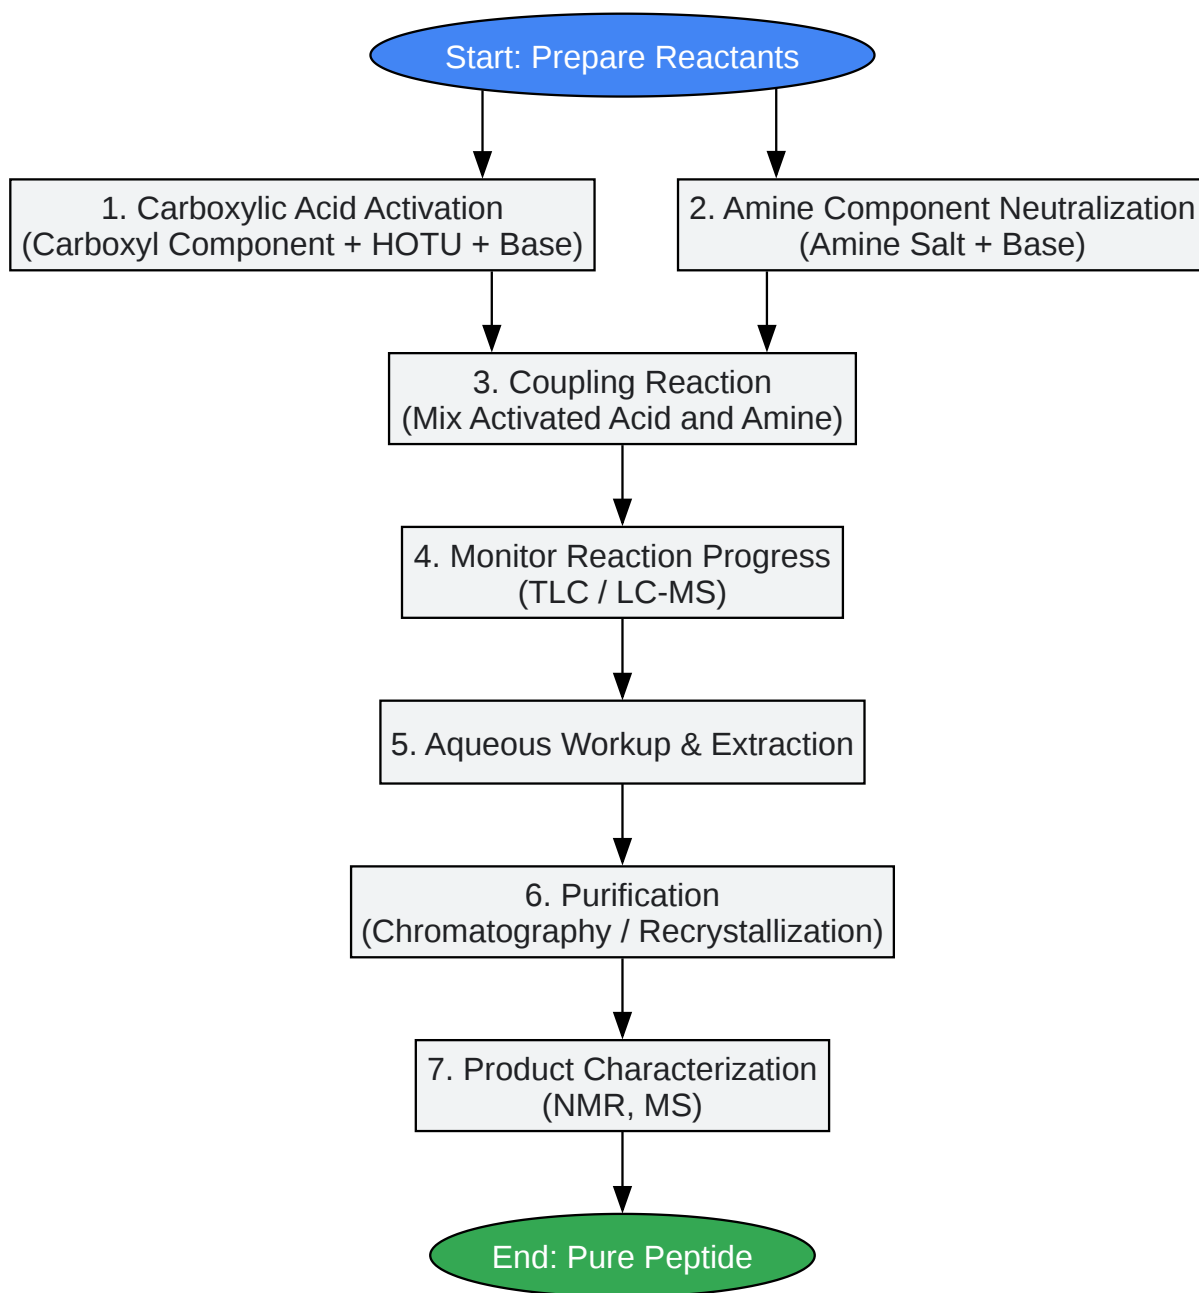 Start: Prepare Reactants
1. Carboxylic Acid Activation
(Carboxyl Component + HOTU + Base)
2. Amine Component Neutralization
(Amine Salt + Base)
3. Coupling Reaction
(Mix Activated Acid and Amine)
4. Monitor Reaction Progress
(TLC / LC-MS)
5. Aqueous Workup & Extraction
6. Purification
(Chromatography / Recrystallization)
7. Product Characterization
(NMR, MS)
End: Pure Peptide